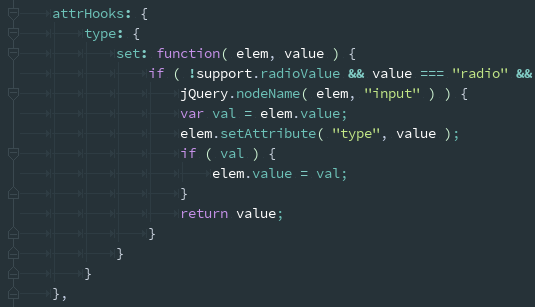 attrHooks: {
type: {
set: function( elem, value ) {
if ( !support.radioValue && value === "radio" &&
jQuery.nodeName( elem, "input" ) ) {
var val = elem.value;
elem.setAttribute( "type", value );
if ( val ) {
elem.value = val;
}
return value;
}
}
}
},